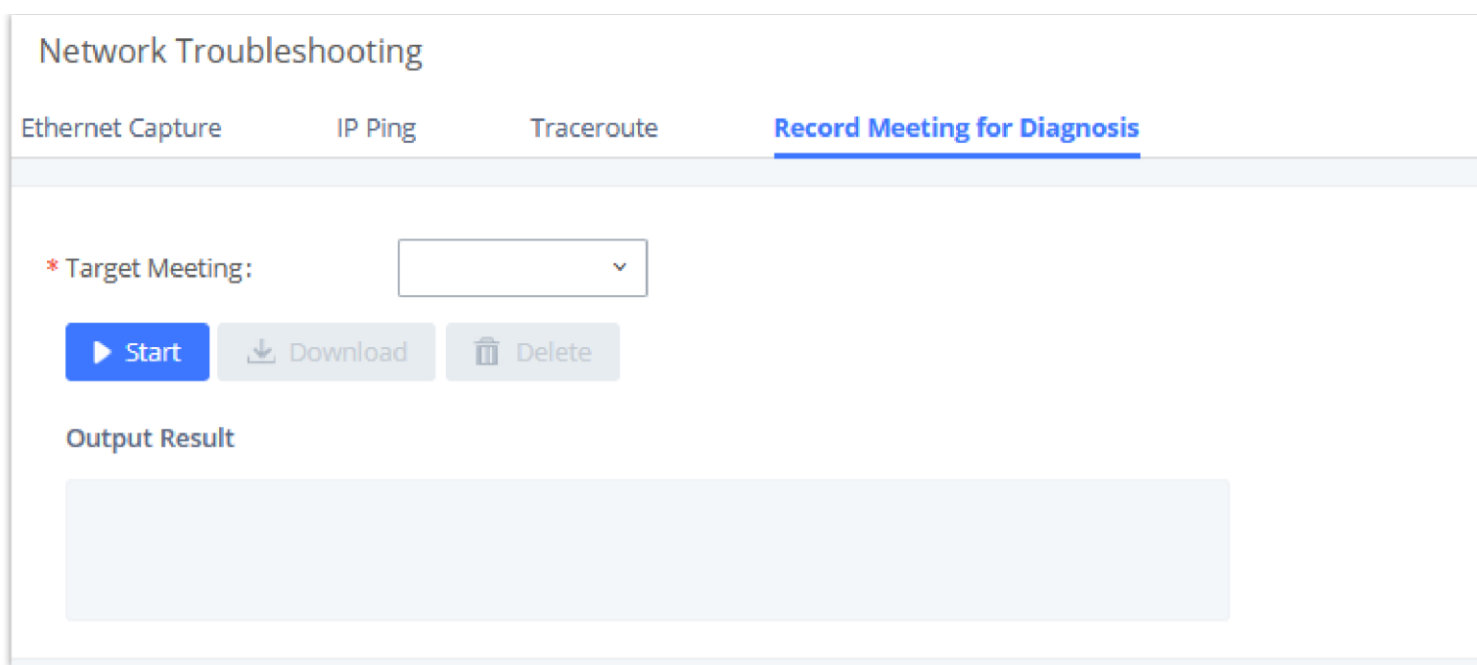 Network Troubleshooting
Ethernet Capture IP Ping Traceroute Record Meeting for Diagnosis
* Target Meeting:
Start Download Delete
Output Result